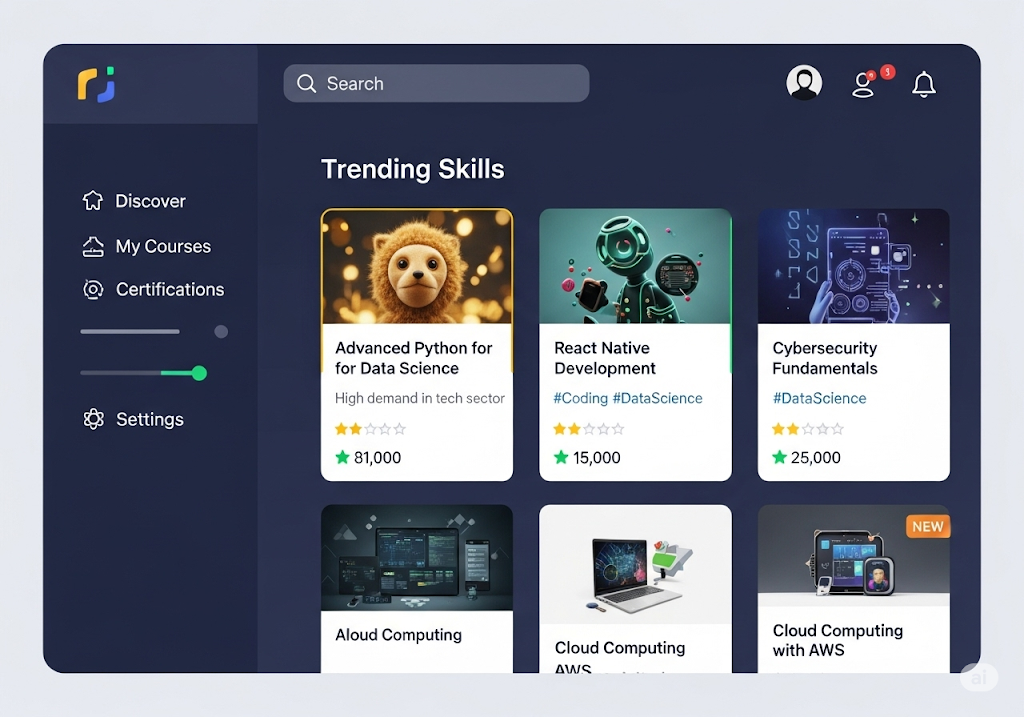 Search
3
Discover
My Courses
Certifications
Settings
Trending Skills
Advanced Python for
for Data Science
High demand in tech sector
81,000
React Native
Development
#Coding #DataScience
15,000
Cybersecurity
Fundamentals
#DataScience
25,000
Aloud Computing
Cloud Computing
AWS
NEW
Cloud Computing
with AWS
ai